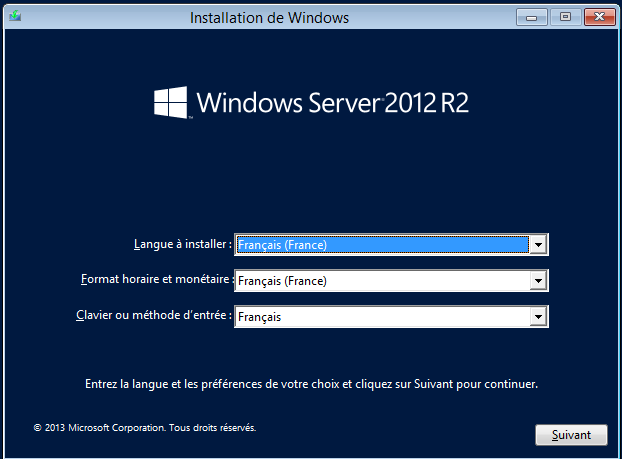 Installation de Windows
Windows Server 2012 R2
Langue à installer : Français (France)
Format horaire et monétaire : Français (France)
Clavier ou méthode d'entrée : Français
Entrez la langue et les préférences de votre choix et cliquez sur Suivant pour continuer.
© 2013 Microsoft Corporation. Tous droits réservés.
Suivant